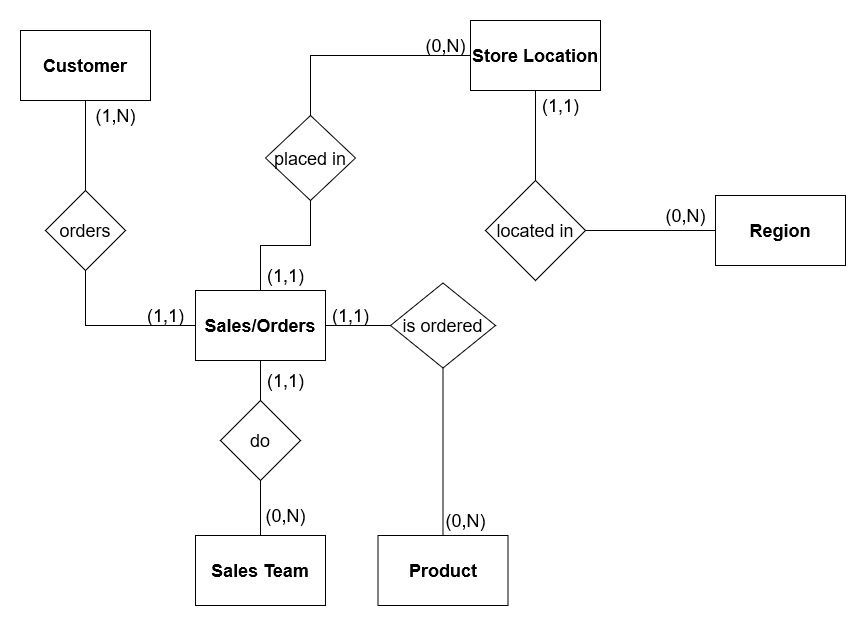 Customer
(1,N)
orders
(1,1)
(0,N)
Store Location
(1,1)
placed in
located in
(0,N)
Region
(1,1)
Sales/Orders
(1,1)
is ordered
(1,1)
do
(0,N)
Sales Team
(0,N)
Product